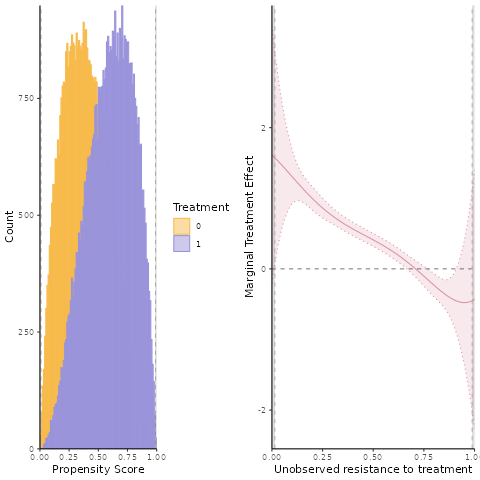 Count
750
500
250
0
0.00 0.25 0.50 0.75 1.00
Propensity Score
Treatment
0
1
Marginal Treatment Effect
2
0
-2
0.00 0.25 0.50 0.75 1.0
Unobserved resistance to treatment